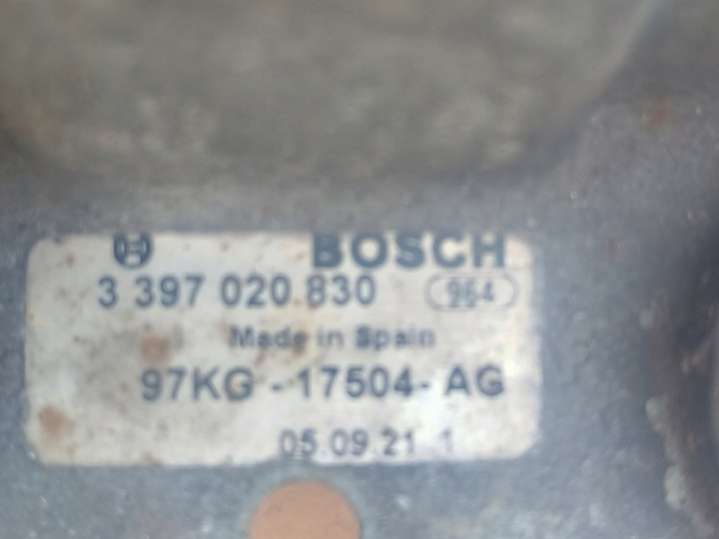 BOSCH
3 397 020 830 964
Made in Spain
97KG - 17504- AG
05.09.21 1